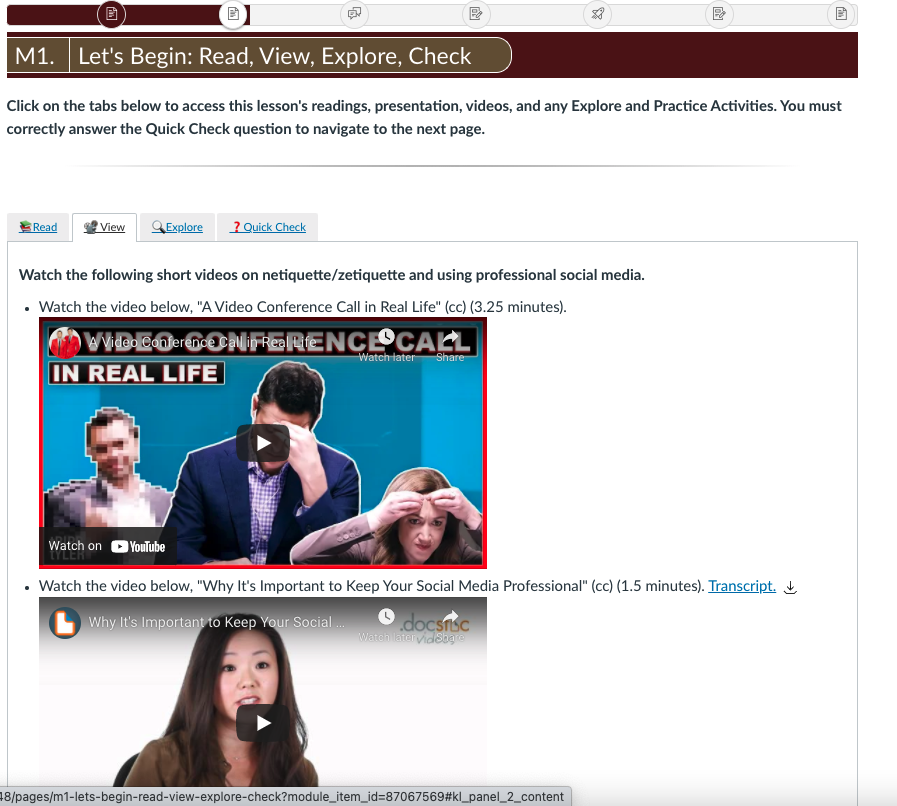 M1. Let's Begin: Read, View, Explore, Check
Click on the tabs below to access this lesson's readings, presentation, videos, and any Explore and Practice Activities. You must
correctly answer the Quick Check question to navigate to the next page.
Read View Explore ? Quick Check
Watch the following short videos on netiquette/zetiquette and using professional social media.
• Watch the video below, "A Video Conference Call in Real Life" (cc) (3.25 minutes).
A Video Conference Call in Real Life
VIDEO CONFERENCE CALL
Watch later Share
IN REAL LIFE
Watch on YouTube
TYLER
• Watch the video below, "Why It's Important to Keep Your Social Media Professional" (cc) (1.5 minutes). Transcript.
Why It's Important to Keep Your Social ...
.docstoc
Watch later Share
videos
48/pages/m1-lets-begin-read-view-explore-check?module_item_id=87067569#kl_panel_2_content